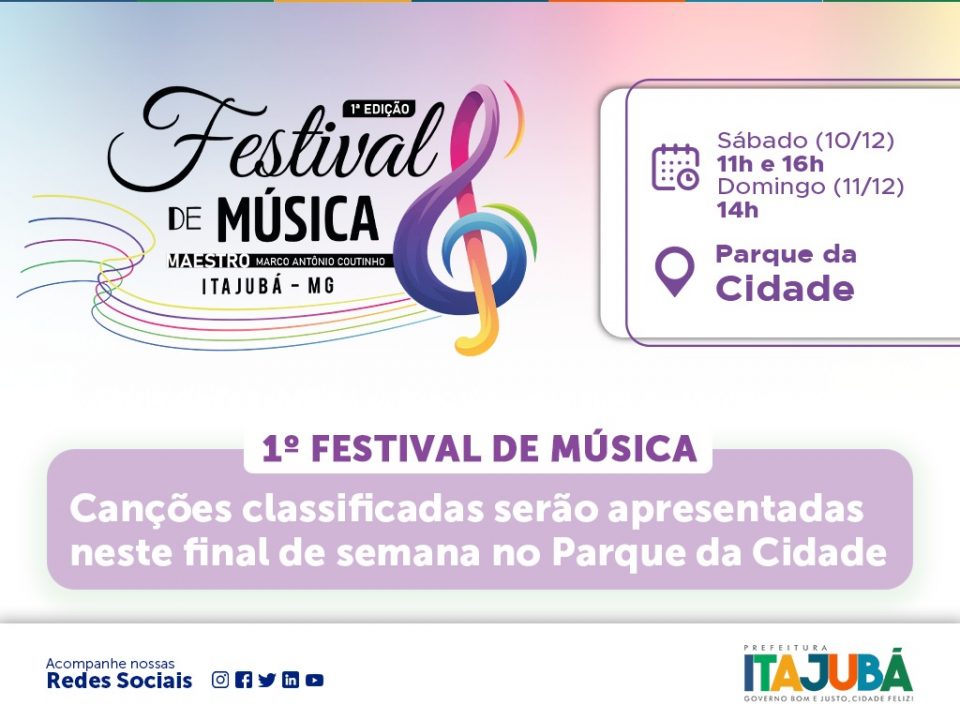 1ª EDIÇÃO
Festival
DE MÚSICA
MAESTRO MARCO ANTÔNIO COUTINHO
ITAJUBÁ - MG
Sábado (10/12)
11h e 16h
Domingo (11/12)
14h
Parque da
Cidade
1º FESTIVAL DE MÚSICA
Canções classificadas serão apresentadas
neste final de semana no Parque da Cidade
Acompanhe nossas
Redes Sociais
PREFEITURA
ITAJUBÁ
GOVERNO BOM E JUSTO, CIDADE FELIZ!